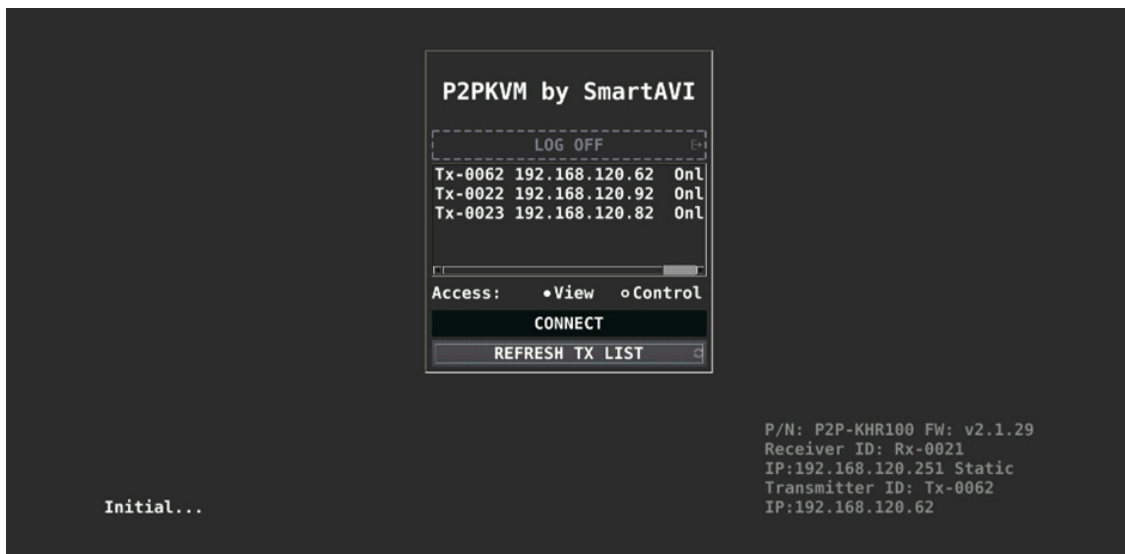 P2PKVM by SmartAVI
LOG OFF
Tx-0062 192.168.120.62 Onl
Tx-0022 192.168.120.92 Onl
Tx-0023 192.168.120.82 Onl
Access: View Control
CONNECT
REFRESH TX LIST
P/N: P2P-KHR100 FW: v2.1.29
Receiver ID: Rx-0021
IP:192.168.120.251 Static
Transmitter ID: Tx-0062
IP:192.168.120.62
Initial...